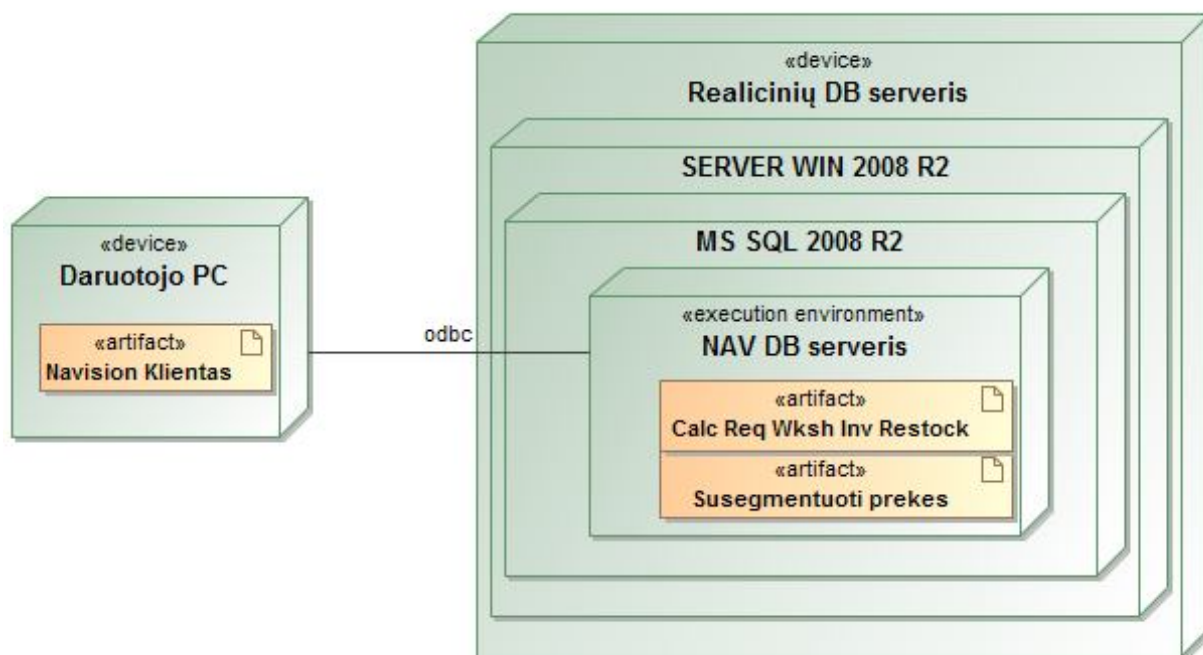 «device»
Daruotojo PC
«artifact»
Navision Klientas
odbc
«device»
Realicinių DB serveris
SERVER WIN 2008 R2
MS SQL 2008 R2
«execution environment»
NAV DB serveris
«artifact»
Calc Req Wksh Inv Restock
«artifact»
Susegmentuoti prekes